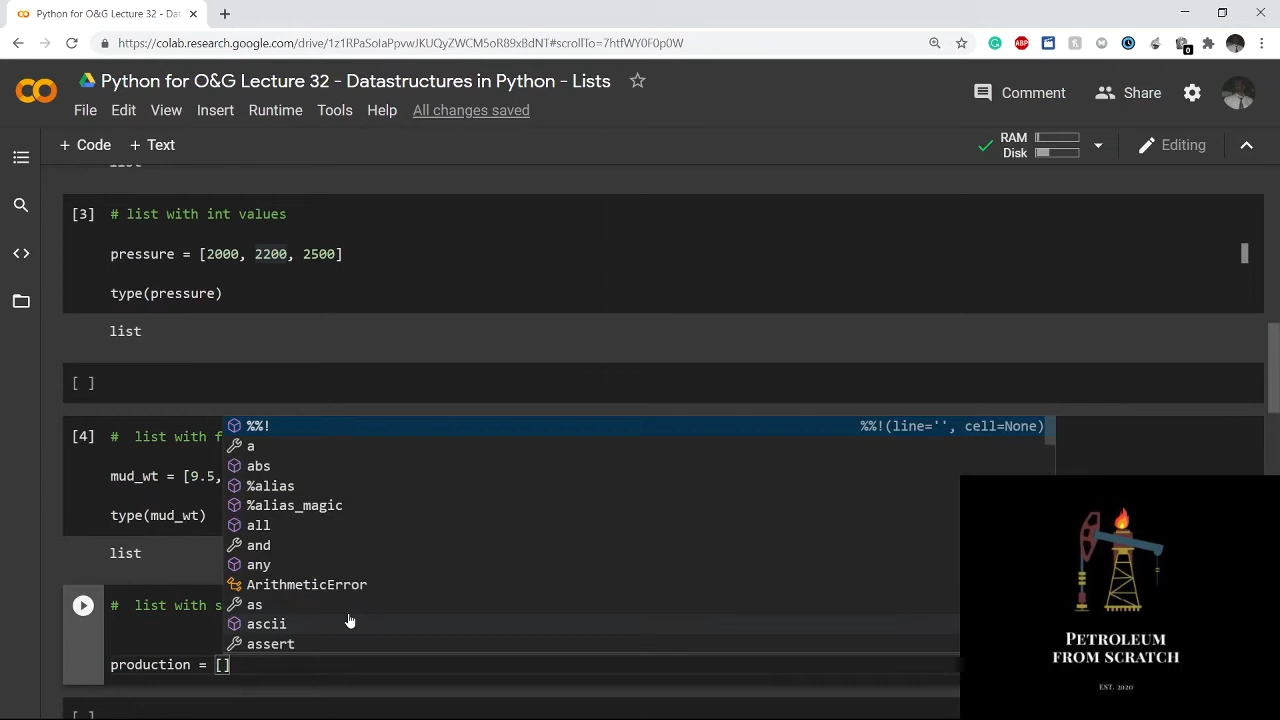 Python for O&G Lecture 32 - Dat
https://colab.research.google.com/drive/1z1RPaSelaPpvwJKUQyZWCM5oR89xBdNT#scrollTo=7htfWY0F0p0W
Python for O&G Lecture 32 - Datastructures in Python - Lists
Comment
Share
File Edit View Insert Runtime Tools Help All changes saved
+ Code + Text
RAM
Disk
Editing
list
[3] # list with int values
pressure = [2000, 2200, 2500]
type(pressure)
list
[ ]
[4] # list with f
mud_wt = [9.5,
type(mud_wt)
list
%%! %%!(line='', cell=None)
a
abs
%alias
%alias_magic
all
and
any
ArithmeticError
as
ascii
assert
# list with s
production = []
[ ]
PETROLEUM
FROM SCRATCH
EST. 2020